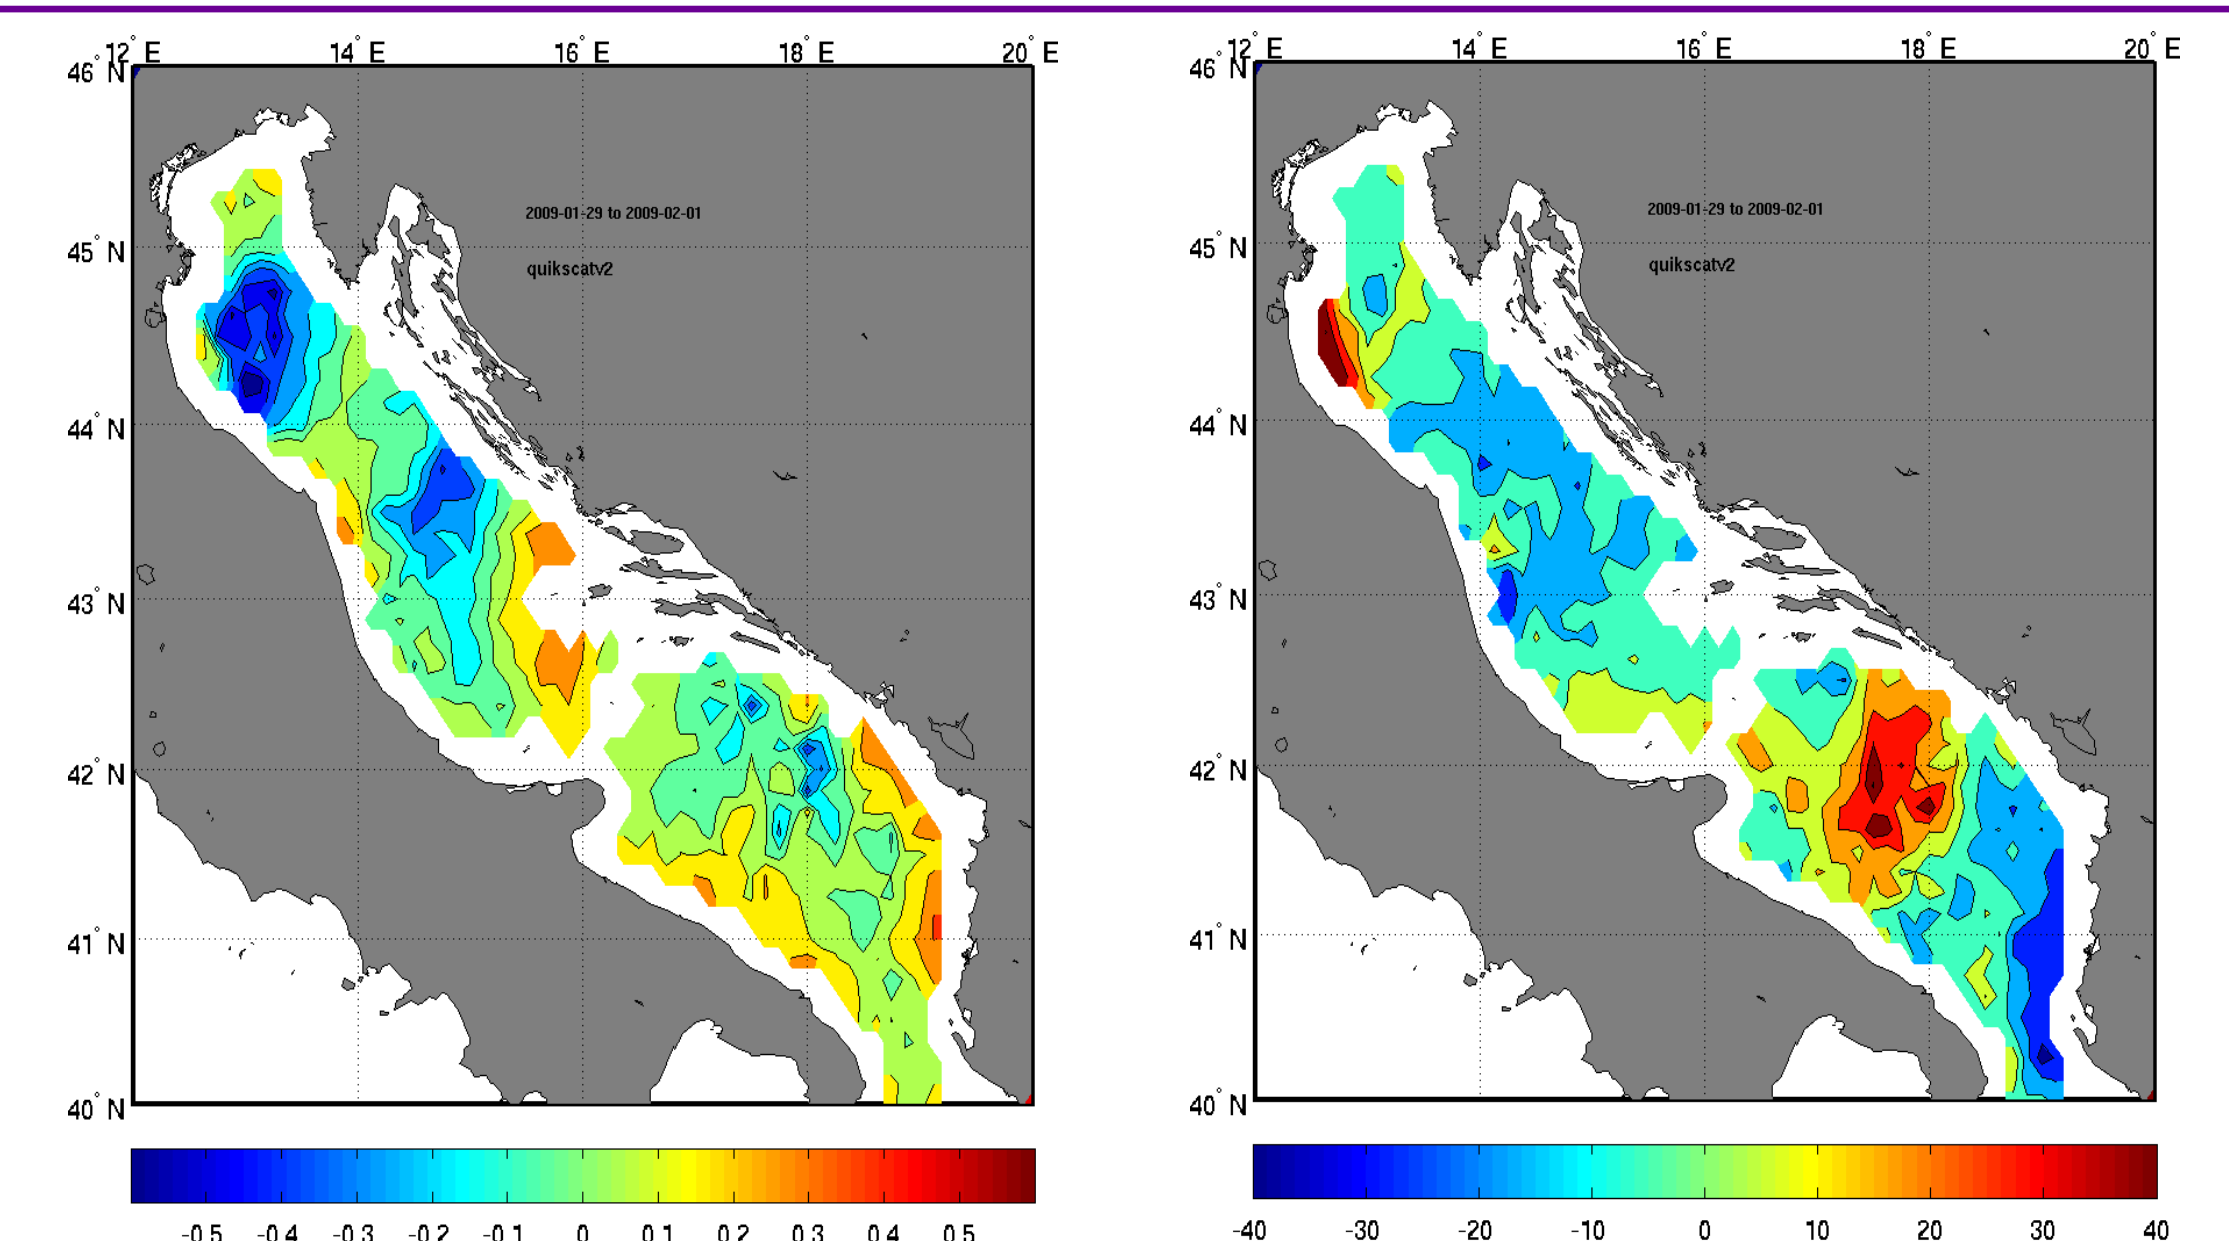 12° E 14° E 16° E 18° E 20° E
46° N
2009-01-29 to 2009-02-01
45° N
quikscatv2
44° N
43° N
42° N
41° N
40° N
-0.5 -0.4 -0.3 -0.2 -0.1 0 0.1 0.2 0.3 0.4 0.5
12° E 14° E 16° E 18° E 20° E
46° N
2009-01-29 to 2009-02-01
45° N
quikscatv2
44° N
43° N
42° N
41° N
40° N
-40 -30 -20 -10 0 10 20 30 40